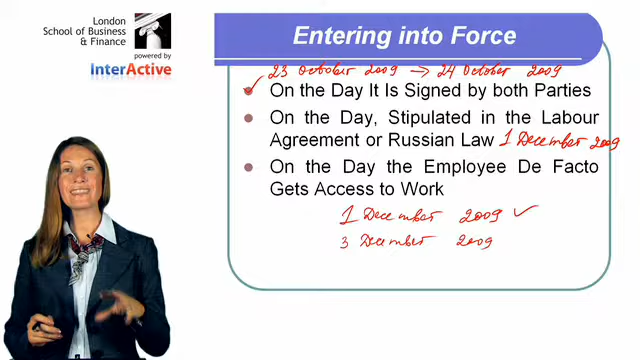 London
School of Business
& Finance
powered by
InterActive
Entering into Force
23 October 2009 → 24 October 2009
✓ On the Day It Is Signed by both Parties
● On the Day, Stipulated in the Labour
Agreement or Russian Law 1 December 2009
● On the Day the Employee De Facto
Gets Access to Work
1 December 2009 ✓
3 December 2009